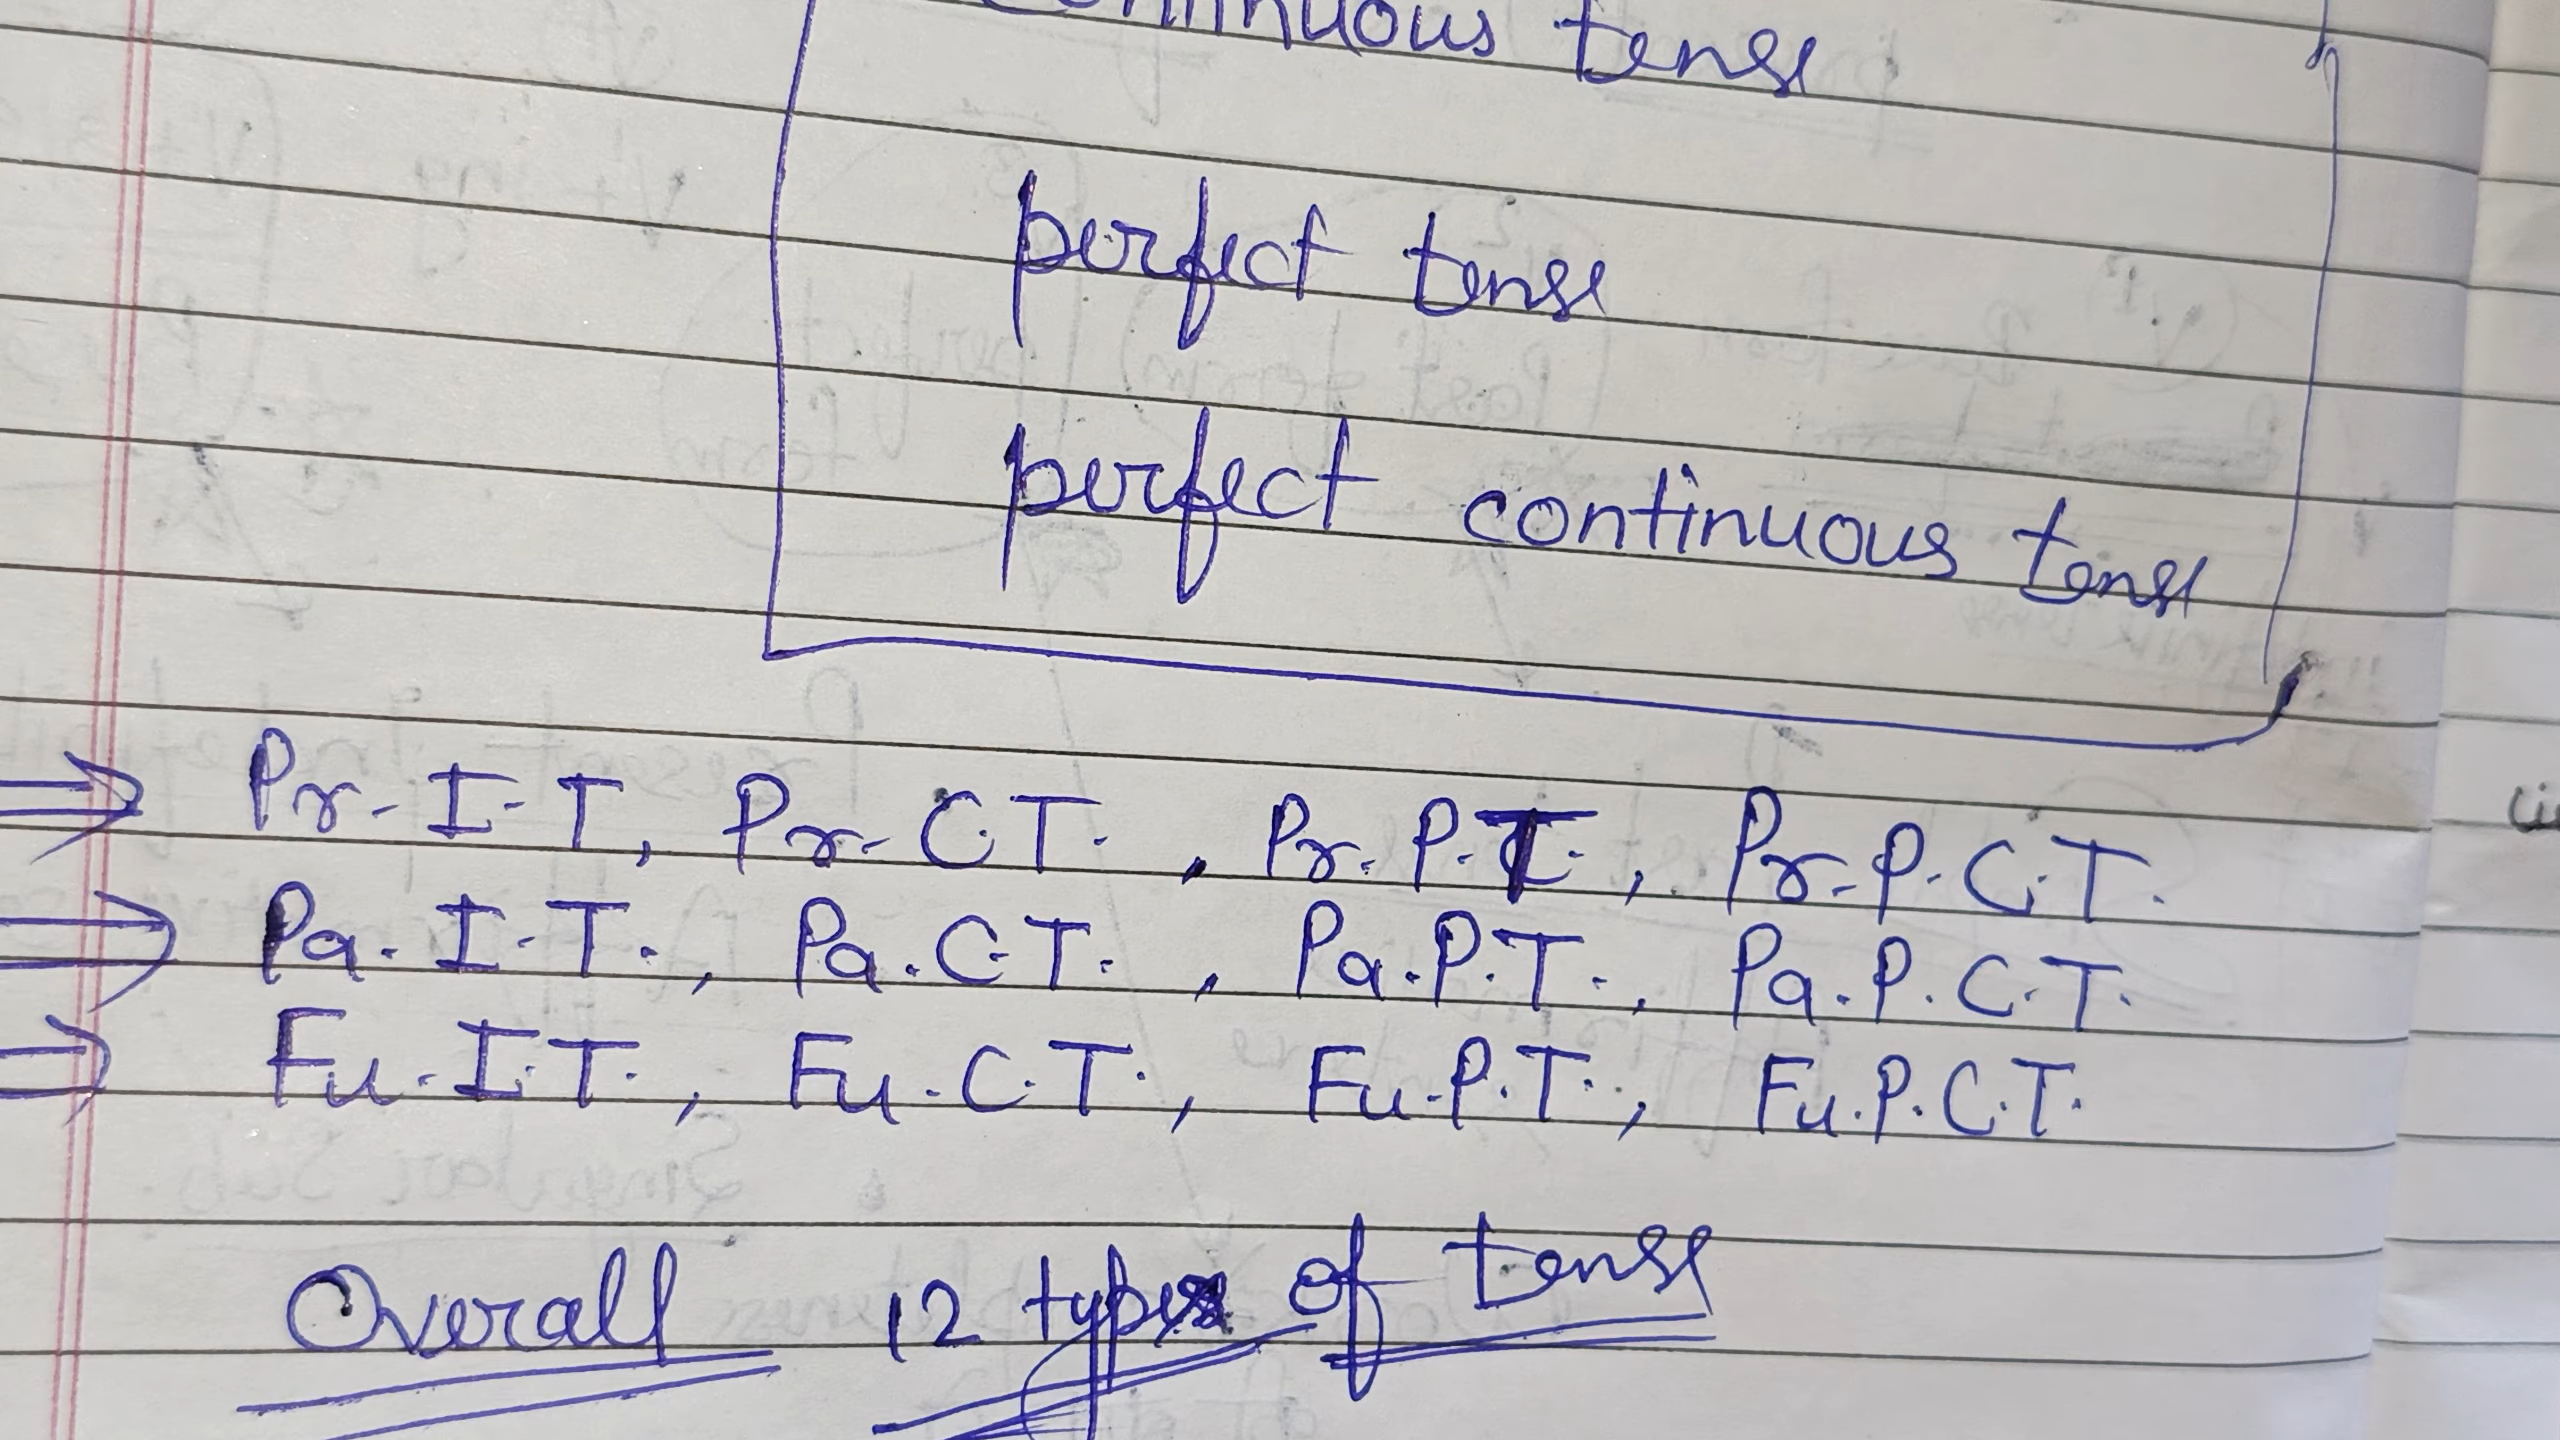 continuous tense
perfect tense
perfect continuous tense
Pr. I. T, Pr. C. T. , Pr. P. T. , Pr. P. C. T.
Pa. I. T. , Pa. C. T. , Pa. P. T. , Pa. P. C. T.
Fu. I. T. , Fu. C. T. , Fu. P. T. , Fu. P. C. T.
Overall 12 types of tense